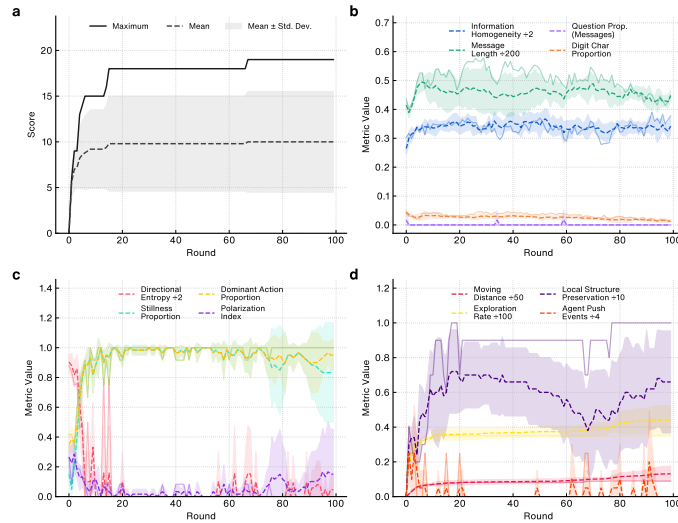 a
Maximum
Mean
Mean ± Std. Dev.
20
15
10
5
0
Score
0
20
40
60
80
100
Round
b
Information
Homogeneity ÷2
Question Prop.
(Messages)
Message
Length ÷200
Digit Char
Proportion
0.7
0.6
0.5
0.4
0.3
0.2
0.1
0.0
Metric Value
0
20
40
60
80
100
Round
c
Directional
Entropy ÷2
Dominant Action
Proportion
Stillness
Proportion
Polarization
Index
1.4
1.2
1.0
0.8
0.6
0.4
0.2
0.0
Metric Value
0
20
40
60
80
100
Round
d
Moving
Distance ÷50
Local Structure
Preservation ÷10
Exploration
Rate ÷100
Agent Push
Events ÷4
1.2
1.0
0.8
0.6
0.4
0.2
0.0
Metric Value
0
20
40
60
80
100
Round